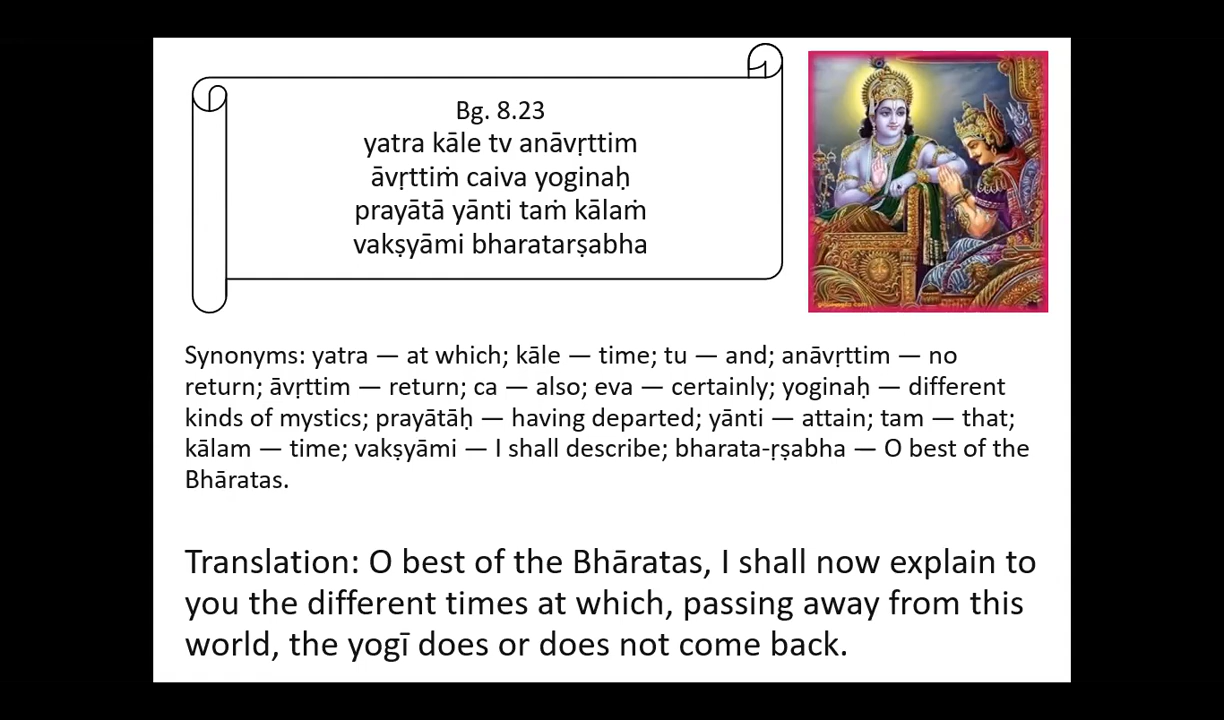 Bg. 8.23
yatra kāle tv anāvṛttim
āvṛttiṁ caiva yoginaḥ
prayātā yānti taṁ kālaṁ
vakṣyāmi bharatarṣabha
Synonyms: yatra — at which; kāle — time; tu — and; anāvṛttim — no
return; āvṛttim — return; ca — also; eva — certainly; yoginaḥ — different
kinds of mystics; prayātāḥ — having departed; yānti — attain; tam — that;
kālam — time; vakṣyāmi — I shall describe; bharata-ṛṣabha — O best of the
Bhāratas.
Translation: O best of the Bhāratas, I shall now explain to
you the different times at which, passing away from this
world, the yogī does or does not come back.